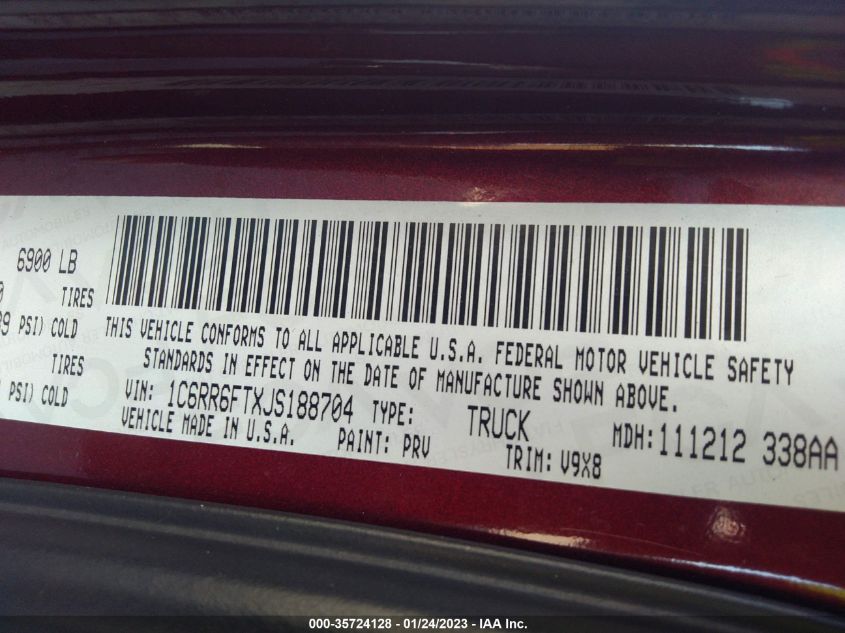 6900 LB
TIRES
PSI) COLD
TIRES
PSI) COLD
THIS VEHICLE CONFORMS TO ALL APPLICABLE U.S.A. FEDERAL MOTOR VEHICLE SAFETY
STANDARDS IN EFFECT ON THE DATE OF MANUFACTURE SHOWN ABOVE.
VIN: 1C6RR6FTXJS188704 TYPE: TRUCK MDH:111212 338AA
VEHICLE MADE IN U.S.A. PAINT: PRV TRIM: V9X8
000-35724128 - 01/24/2023 - IAA Inc.